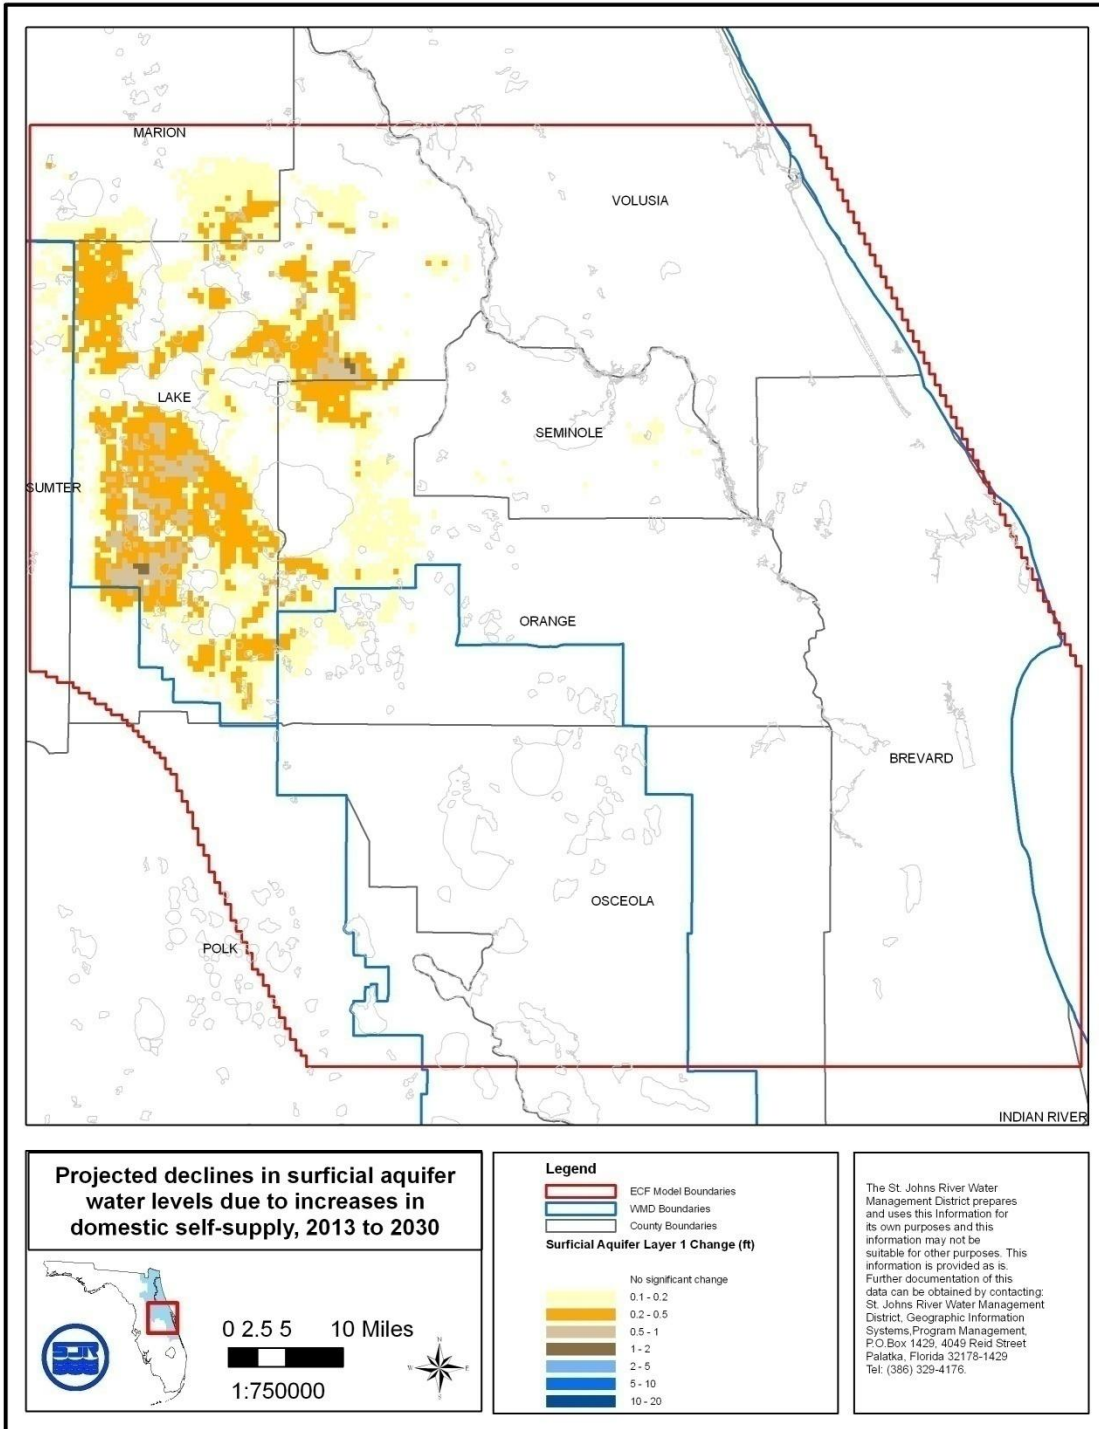 MARION
VOLUSIA
LAKE
SEMINOLE
SUMTER
ORANGE
BREVARD
OSCEOLA
POLK
INDIAN RIVER
Projected declines in surficial aquifer
water levels due to increases in
domestic self-supply, 2013 to 2030
SJR
0 2.5 5 10 Miles
1:750000
N
W
E
S
Legend
ECF Model Boundaries
WMD Boundaries
County Boundaries
Surficial Aquifer Layer 1 Change (ft)
No significant change
0.1 - 0.2
0.2 - 0.5
0.5 - 1
1 - 2
2 - 5
5 - 10
10 - 20
The St. Johns River Water
Management District prepares
and uses this Information for
its own purposes and this
information may not be
suitable for other purposes. This
information is provided as is.
Further documentation of this
data can be obtained by contacting:
St. Johns River Water Management
District, Geographic Information
Systems,Program Management,
P.O.Box 1429, 4049 Reid Street
Palatka, Florida 32178-1429
Tel: (386) 329-4176.